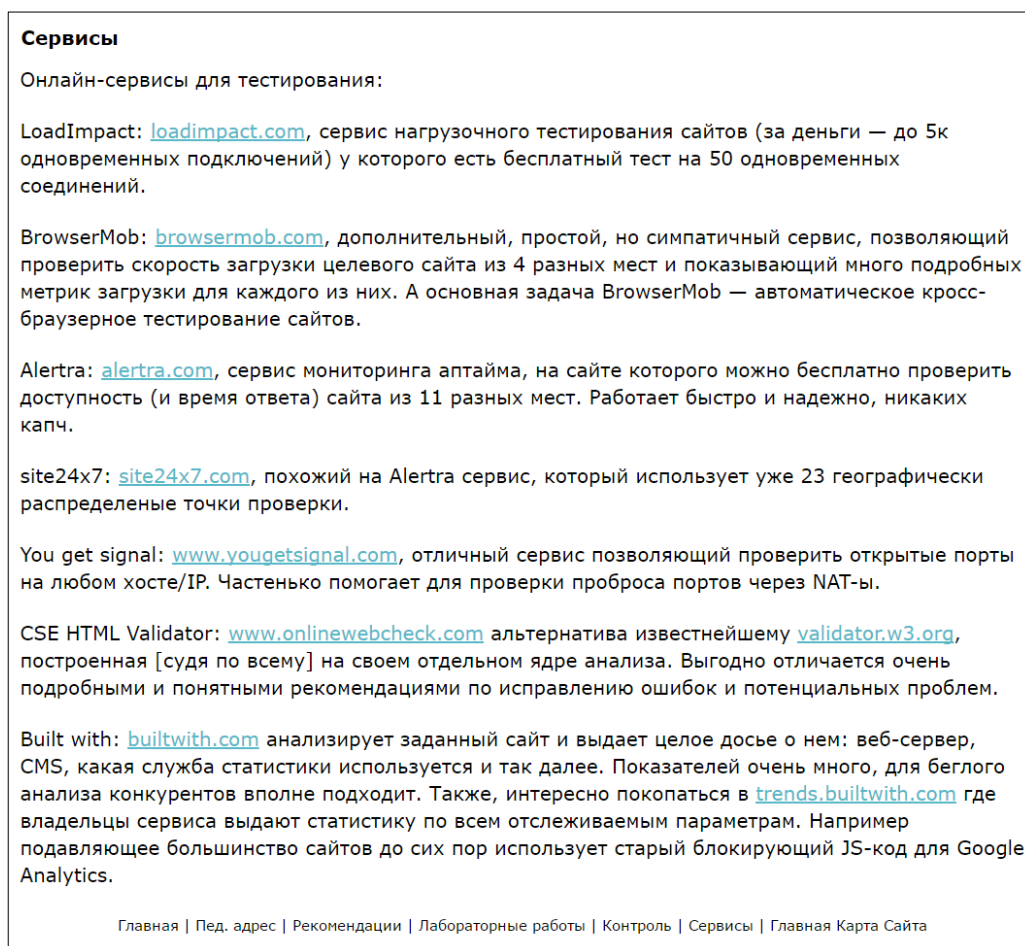 Сервисы
Онлайн-сервисы для тестирования:
LoadImpact: loadimpact.com, сервис нагрузочного тестирования сайтов (за деньги — до 5к
одновременных подключений) у которого есть бесплатный тест на 50 одновременных
соединений.
BrowserMob: browsermob.com, дополнительный, простой, но симпатичный сервис, позволяющий
проверить скорость загрузки целевого сайта из 4 разных мест и показывающий много подробных
метрик загрузки для каждого из них. А основная задача BrowserMob — автоматическое кросс-
браузерное тестирование сайтов.
Alertra: alertra.com, сервис мониторинга аптайма, на сайте которого можно бесплатно проверить
доступность (и время ответа) сайта из 11 разных мест. Работает быстро и надежно, никаких
капч.
site24x7: site24x7.com, похожий на Alertra сервис, который использует уже 23 географически
распределеные точки проверки.
You get signal: www.yougetsignal.com, отличный сервис позволяющий проверить открытые порты
на любом хосте/IP. Частенько помогает для проверки проброса портов через NAT-ы.
CSE HTML Validator: www.onlinewebcheck.com альтернатива известнейшему validator.w3.org,
построенная [судя по всему] на своем отдельном ядре анализа. Выгодно отличается очень
подробными и понятными рекомендациями по исправлению ошибок и потенциальных проблем.
Built with: builtwith.com анализирует заданный сайт и выдает целое досье о нем: веб-сервер,
CMS, какая служба статистики используется и так далее. Показателей очень много, для беглого
анализа конкурентов вполне подходит. Также, интересно покопаться в trends.builtwith.com где
владельцы сервиса выдают статистику по всем отслеживаемым параметрам. Например
подавляющее большинство сайтов до сих пор использует старый блокирующий JS-код для Google
Analytics.
Главная | Пед. адрес | Рекомендации | Лабораторные работы | Контроль | Сервисы | Главная Карта Сайта